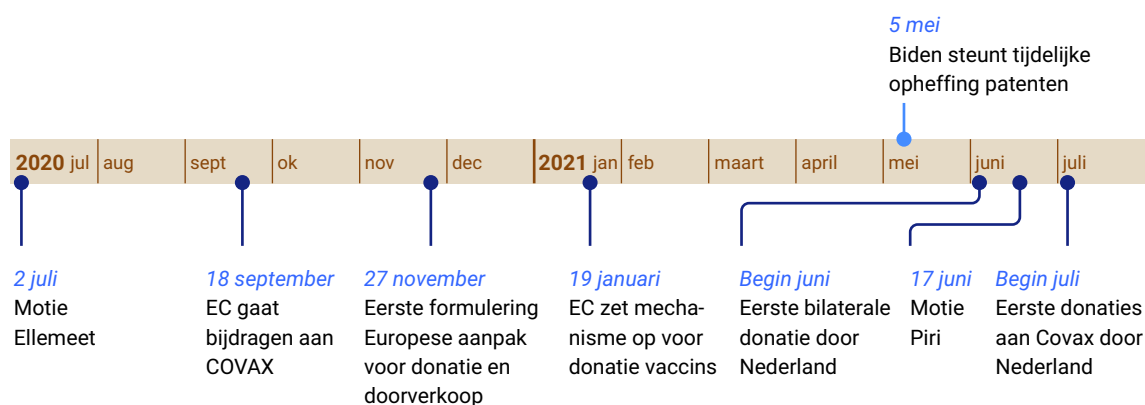 5 mei
Biden steunt tijdelijke
opheffing patenten
2020 jul aug sept ok nov dec 2021 jan feb maart april mei juni juli
2 juli
Motie
Ellemeet
18 september
EC gaat
bijdragen aan
COVAX
27 november
Eerste formulering
Europese aanpak
voor donatie en
doorverkoop
19 januari
EC zet mecha-
nisme op voor
donatie vaccins
Begin juni
Eerste bilaterale
donatie door
Nederland
17 juni
Motie
Piri
Begin juli
Eerste donaties
aan Covax door
Nederland